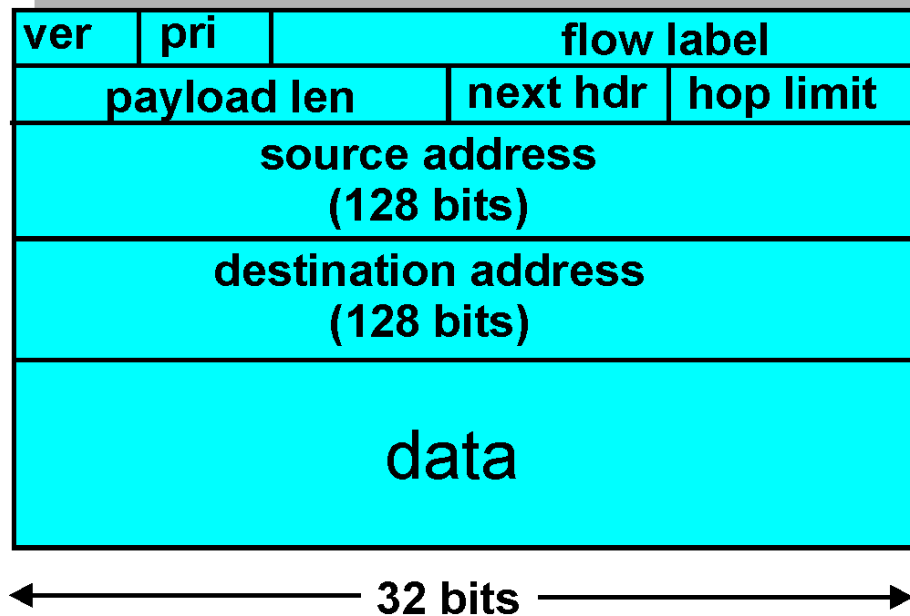 ver pri flow label
payload len next hdr hop limit
source address
(128 bits)
destination address
(128 bits)
data
32 bits